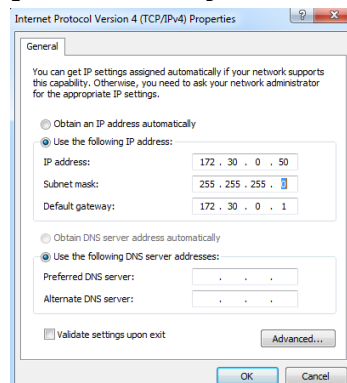 Internet Protocol Version 4 (TCP/IPv4) Properties
General
You can get IP settings assigned automatically if your network supports
this capability. Otherwise, you need to ask your network administrator
for the appropriate IP settings.
Obtain an IP address automatically
Use the following IP address:
IP address: 172 . 30 . 0 . 50
Subnet mask: 255 . 255 . 255 . 0
Default gateway: 172 . 30 . 0 . 1
Obtain DNS server address automatically
Use the following DNS server addresses:
Preferred DNS server: . . .
Alternate DNS server: . . .
Validate settings upon exit
Advanced...
OK Cancel